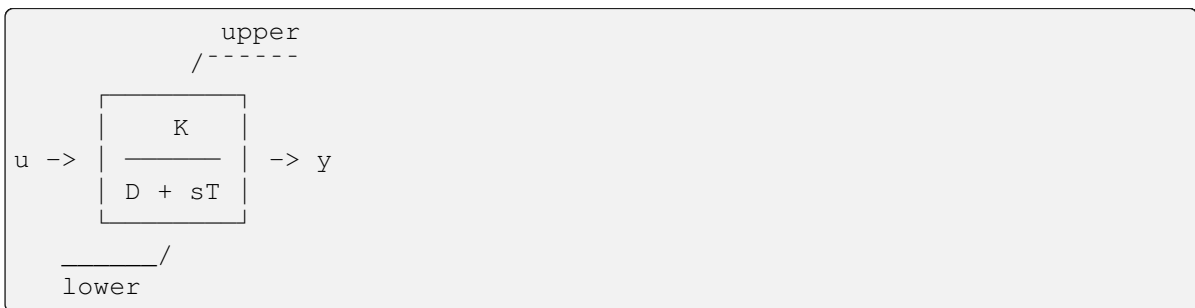 upper
K
u -> ────── -> y
D + sT
lower